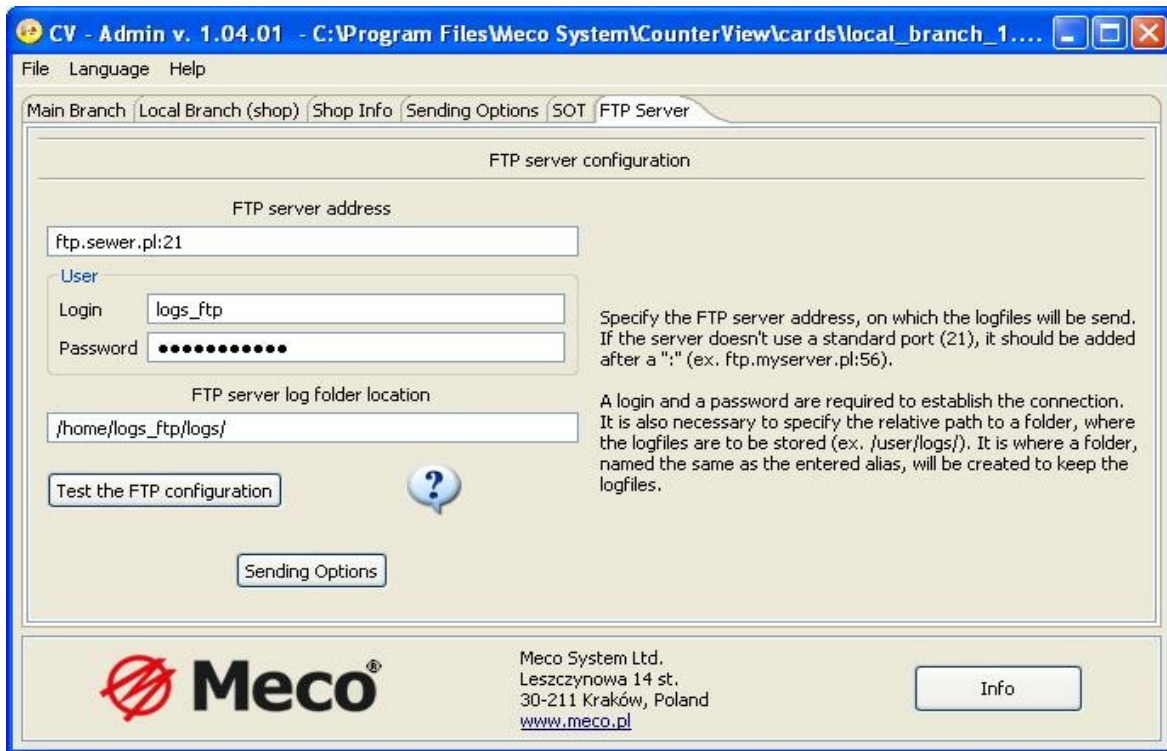 CV - Admin v. 1.04.01 - C:\Program Files\Meco System\CounterView\cards\local_branch_1....
File Language Help
Main Branch Local Branch (shop) Shop Info Sending Options SOT FTP Server
FTP server configuration
FTP server address
ftp.sewer.pl:21
User
Login logs_ftp
Password ●●●●●●●●●●●
FTP server log folder location
/home/logs_ftp/logs/
Test the FTP configuration
?
Sending Options
Specify the FTP server address, on which the logfiles will be send.
If the server doesn't use a standard port (21), it should be added
after a ":" (ex. ftp.myserver.pl:56).
A login and a password are required to establish the connection.
It is also necessary to specify the relative path to a folder, where
the logfiles are to be stored (ex. /user/logs/). It is where a folder,
named the same as the entered alias, will be created to keep the
logfiles.
Meco®
Meco System Ltd.
Leszczynowa 14 st.
30-211 Kraków, Poland
www.meco.pl
Info